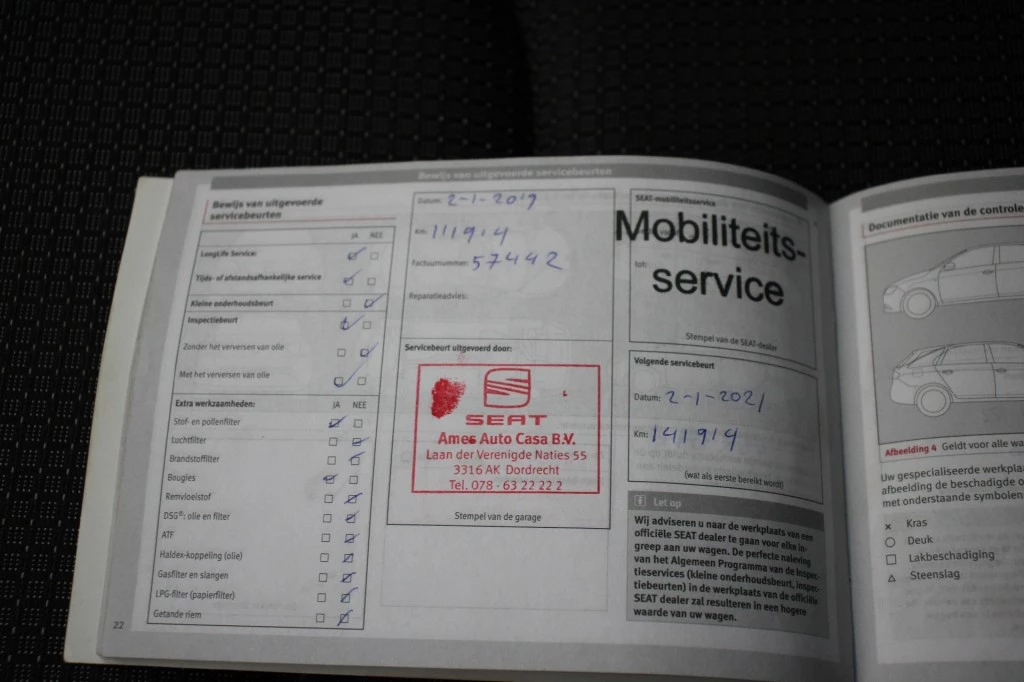 Bewijs van uitgevoerde servicebeurten
Bewijs van uitgevoerde
servicebeurten
JA NEE
LongLife Service:
Tijds- of afstandsafhankelijke service
Kleine onderhoudsbeurt
Inspectiebeurt
Zonder het verversen van olie
Met het verversen van olie
Extra werkzaamheden: JA NEE
Stof- en pollenfilter
Luchtfilter
Brandstoffilter
Bougies
Remvloeistof
DSG®: olie en filter
ATF
Haldex-koppeling (olie)
Gasfilter en slangen
LPG-filter (papierfilter)
Getande riem
22
Datum: 2-1-2019
Km: 111914
Factuurnummer: 57442
Reparatieadvies:
Servicebeurt uitgevoerd door:
SEAT
Ames Auto Casa B.V.
Laan der Verenigde Naties 55
3316 AK Dordrecht
Tel. 078 - 63 22 22 2
Stempel van de garage
SEAT-mobiliteitsservice
Mobiliteits-
tot:
service
Stempel van de SEAT-dealer
Volgende servicebeurt
Datum: 2-1-2021
Km: 141914
(wat als eerste bereikt wordt)
Let op
Wij adviseren u naar de werkplaats van een
officiële SEAT dealer te gaan voor elke in-
greep aan uw wagen. De perfecte naleving
van het Algemeen Programma van de Inspec-
tieservices (kleine onderhoudsbeurt, inspec-
tiebeurten) in de werkplaats van de officiële
SEAT dealer zal resulteren in een hogere
waarde van uw wagen.
Documentatie van de controle
Afbeelding 4 Geldt voor alle
Uw gespecialiseerde
afbeelding de beschadigde
met onderstaande symbolen
Kras
Deuk
Lakbeschadiging
Steenslag